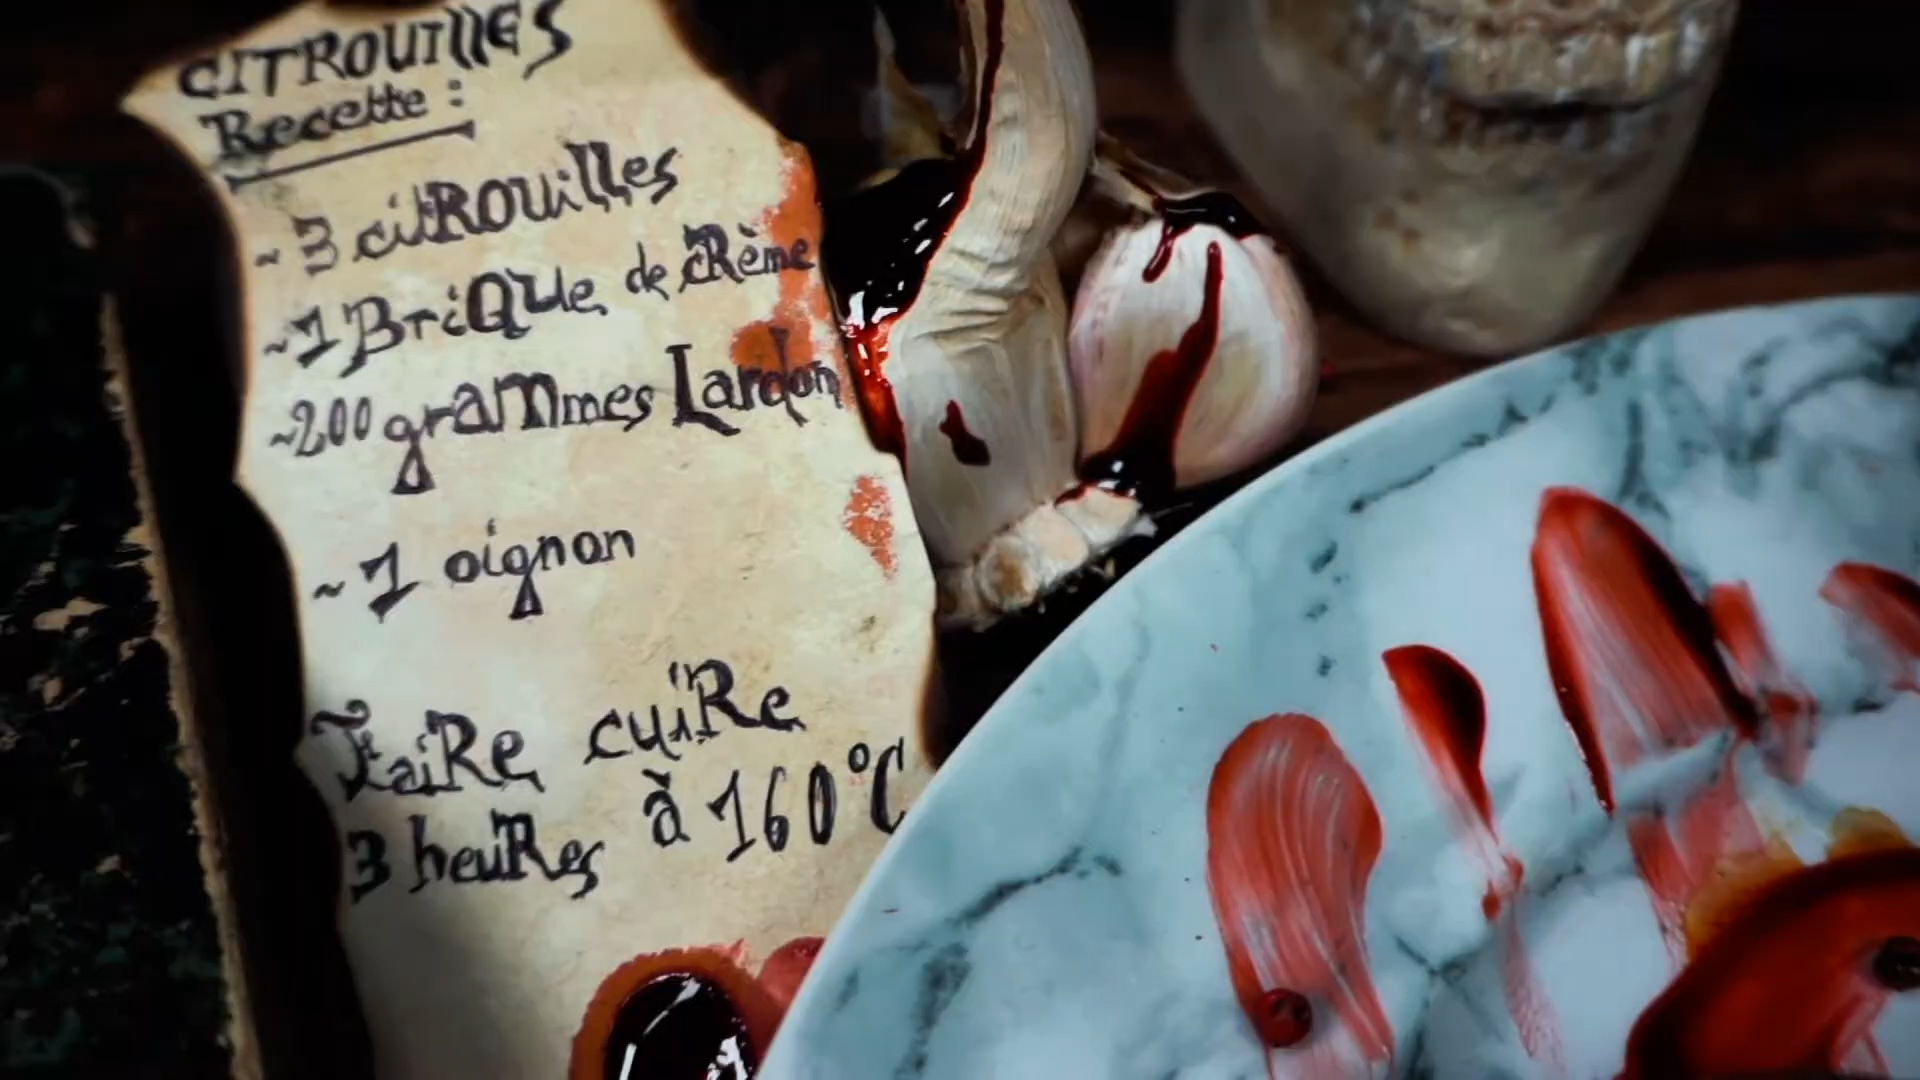 CITROUILLES
Recette :
~ 3 citRouilles
~ 1 BriQue de cRème
~ 200 grammes Lardon
~ 1 oignon
FaiRe cuiRe
3 heuRes à 160°C